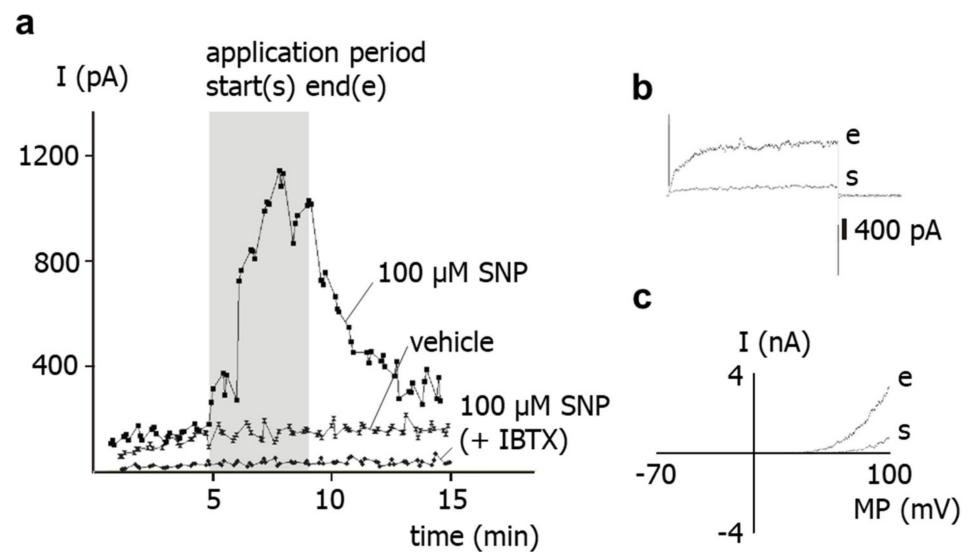 a
application period
start(s) end(e)
I (pA)
1200
800
400
100 µM SNP
vehicle
100 µM SNP
(+ IBTX)
5
10
15
time (min)
b
e
s
400 pA
c
I (nA)
4
e
s
-70
100
MP (mV)
-4